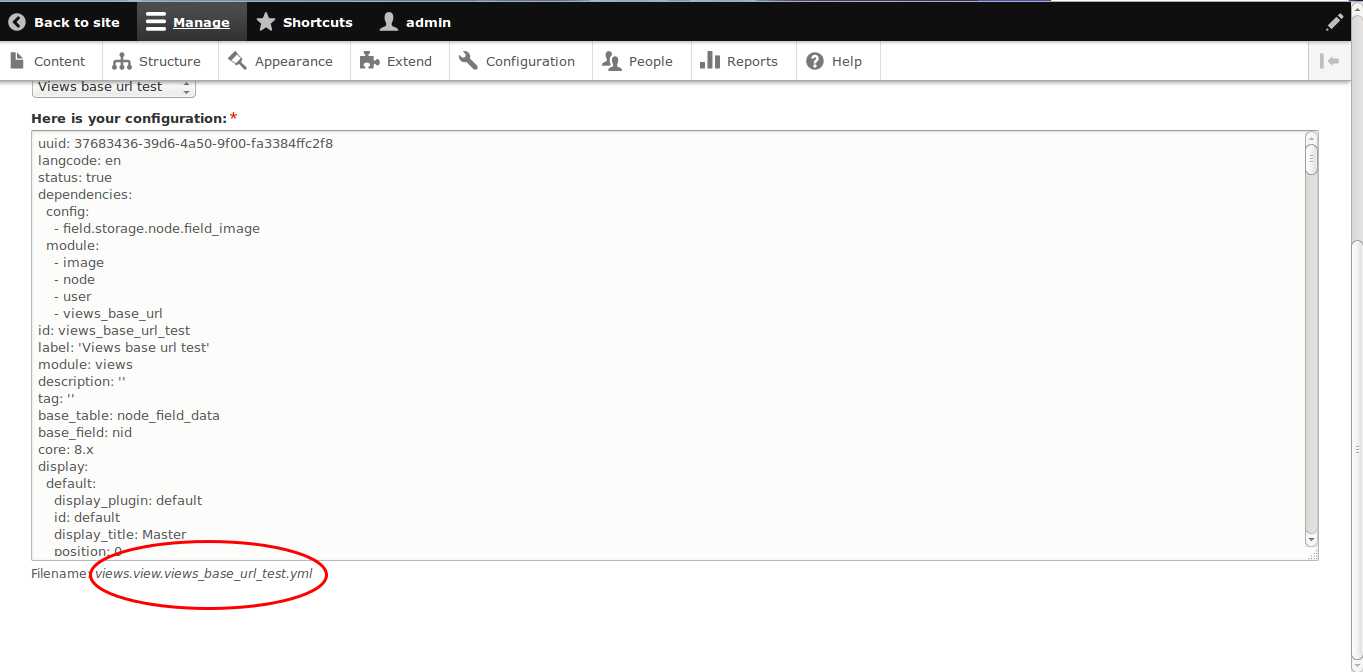 Back to site Manage Shortcuts admin
Content Structure Appearance Extend Configuration People Reports Help
Views base url test
Here is your configuration: *
uuid: 37683436-39d6-4a50-9f00-fa3384ffc2f8
langcode: en
status: true
dependencies:
config:
- field.storage.node.field_image
module:
- image
- node
- user
- views_base_url
id: views_base_url_test
label: 'Views base url test'
module: views
description: ''
tag: ''
base_table: node_field_data
base_field: nid
core: 8.x
display:
default:
display_plugin: default
id: default
display_title: Master
position: 0
Filename: views.view.views_base_url_test.yml